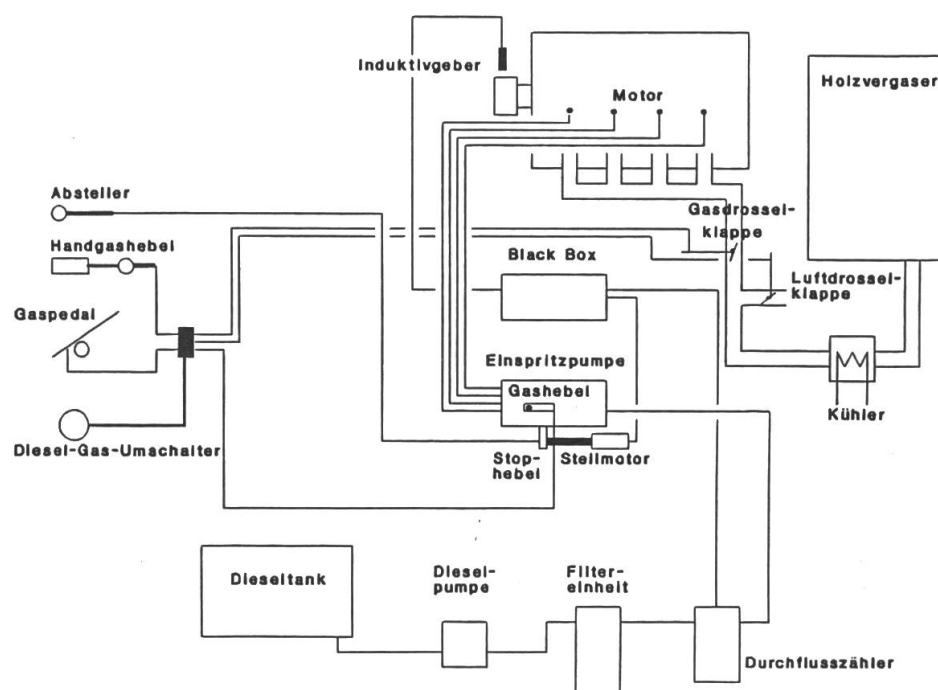 Induktivgeber
Motor
Holzvergaser
Absteller
Handgashebel
Gaspedal
Diesel-Gas-Umschalter
Gasdrossel-
klappe
Luftdrossel-
klappe
Black Box
Einspritzpumpe
Gashebel
Kühler
Stop-
hebel
Stellmotor
Dieseltank
Diesel-
pumpe
Filter-
einheit
Durchflusszähler